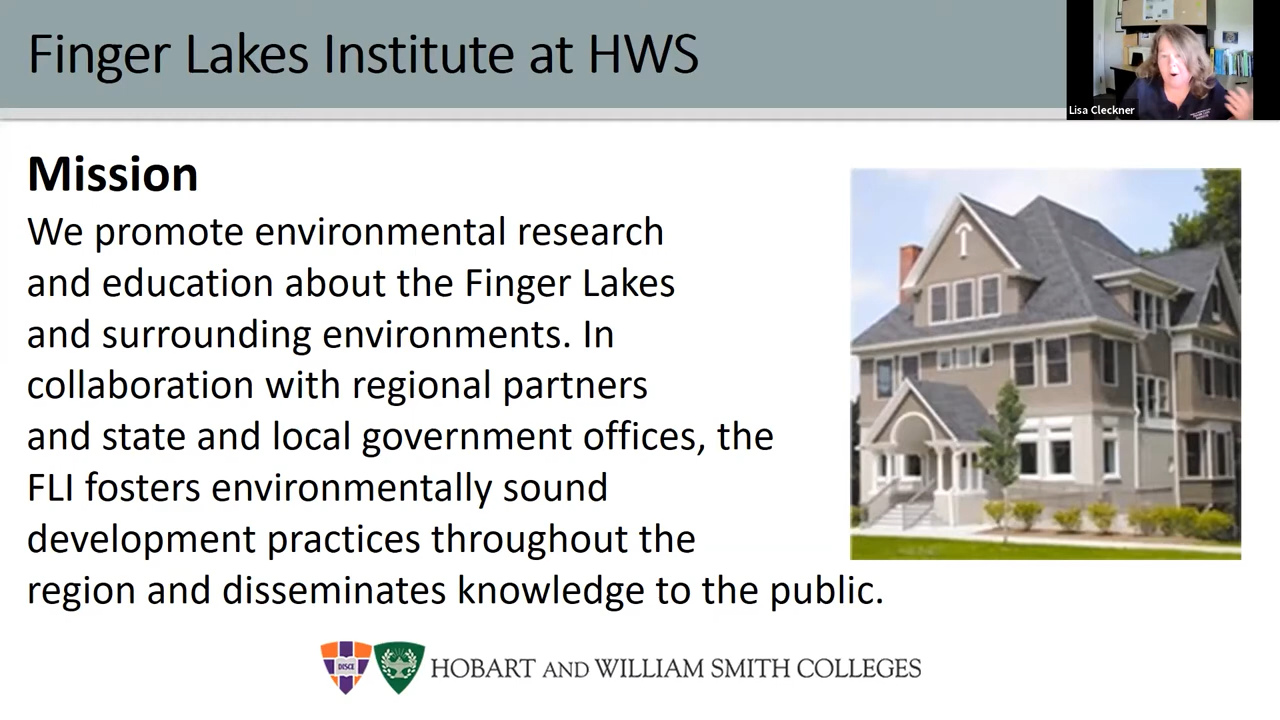 Finger Lakes Institute at HWS
Lisa Cleckner
Mission
We promote environmental research
and education about the Finger Lakes
and surrounding environments. In
collaboration with regional partners
and state and local government offices, the
FLI fosters environmentally sound
development practices throughout the
region and disseminates knowledge to the public.
DISCE
HOBART AND WILLIAM SMITH COLLEGES